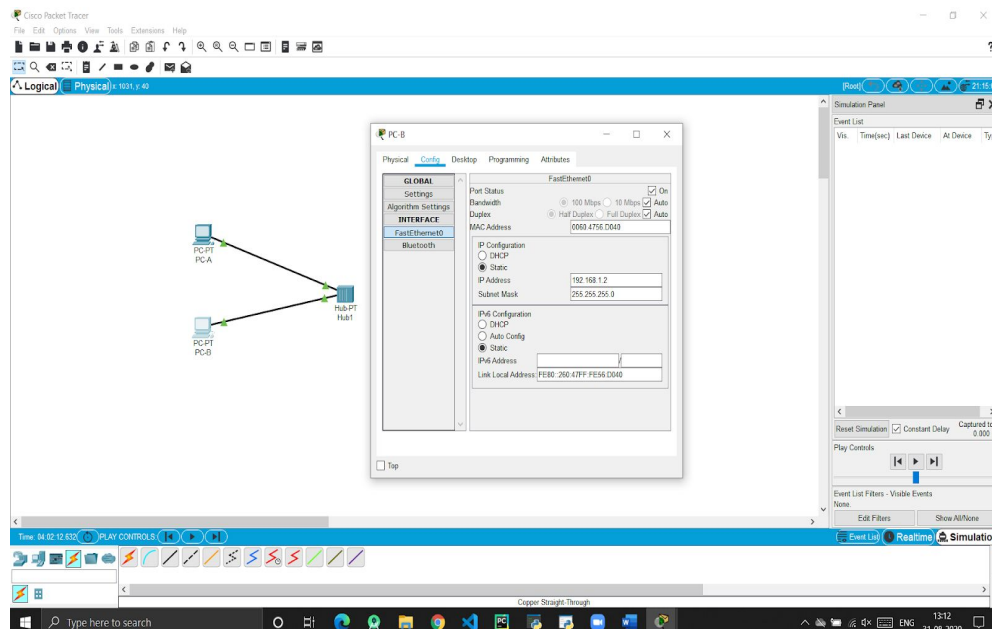 Cisco Packet Tracer
File Edit Options View Tools Extensions Help
Logical Physical x: 1031, y: 40
[Root]
21:15:
Simulation Panel
Event List
Vis. Time(sec) Last Device At Device Ty
PC-B
Physical Config Desktop Programming Attributes
GLOBAL
Settings
Algorithm Settings
INTERFACE
FastEthernet0
Bluetooth
FastEthernet0
Port Status On
Bandwidth 100 Mbps 10 Mbps Auto
Duplex Half Duplex Full Duplex Auto
MAC Address 0060.4756.D040
IP Configuration
DHCP
Static
IP Address 192.168.1.2
Subnet Mask 255.255.255.0
IPv6 Configuration
DHCP
Auto Config
Static
IPv6 Address /
Link Local Address: FE80::260:47FF:FE56:D040
Top
PC-PT
PC-A
Hub-PT
Hub1
PC-PT
PC-B
Reset Simulation Constant Delay Captured to
0.000
Play Controls
Event List Filters - Visible Events
None.
Edit Filters Show All/None
Time: 04:02:12.632 PLAY CONTROLS:
Event List Realtime Simulatio
Copper Straight-Through
Type here to search
PC
ENG
13:12
31-08-2020